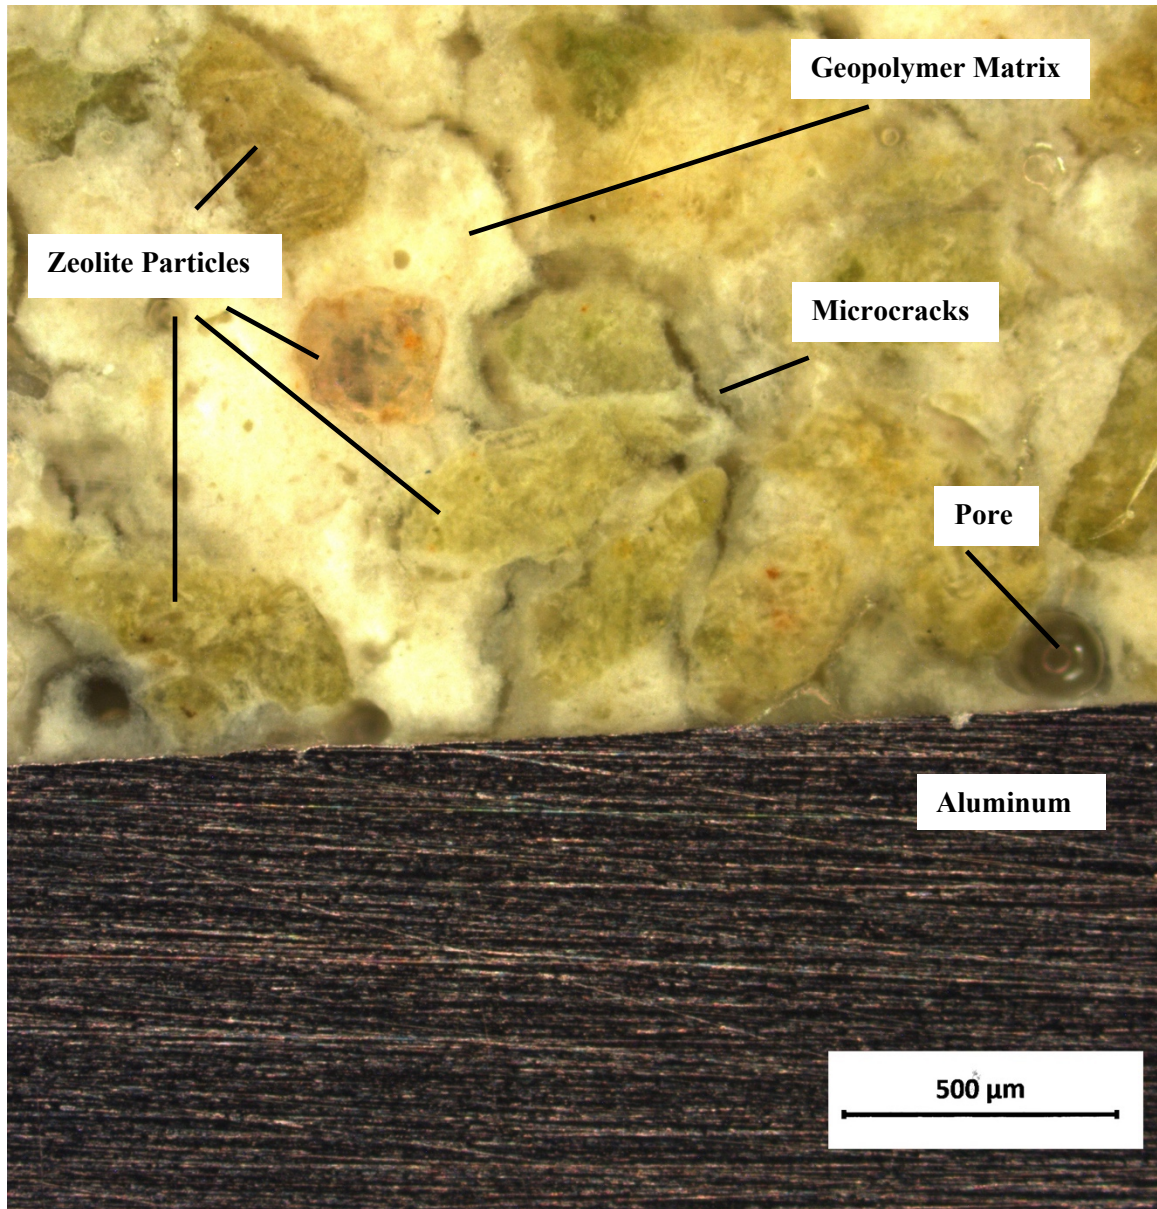 Geopolymer Matrix
Zeolite Particles
Microcracks
Pore
Aluminum
500 µm